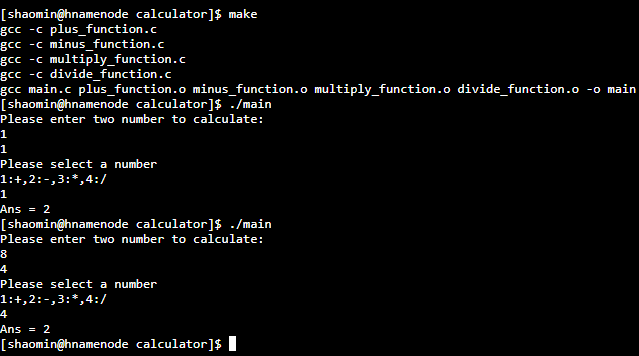 [shaomin@hnamenode calculator]$ make
gcc -c plus_function.c
gcc -c minus_function.c
gcc -c multiply_function.c
gcc -c divide_function.c
gcc main.c plus_function.o minus_function.o multiply_function.o divide_function.o -o main
[shaomin@hnamenode calculator]$ ./main
Please enter two number to calculate:
1
1
Please select a number
1:+,2:-,3:*,4:/
1
Ans = 2
[shaomin@hnamenode calculator]$ ./main
Please enter two number to calculate:
8
4
Please select a number
1:+,2:-,3:*,4:/
4
Ans = 2
[shaomin@hnamenode calculator]$